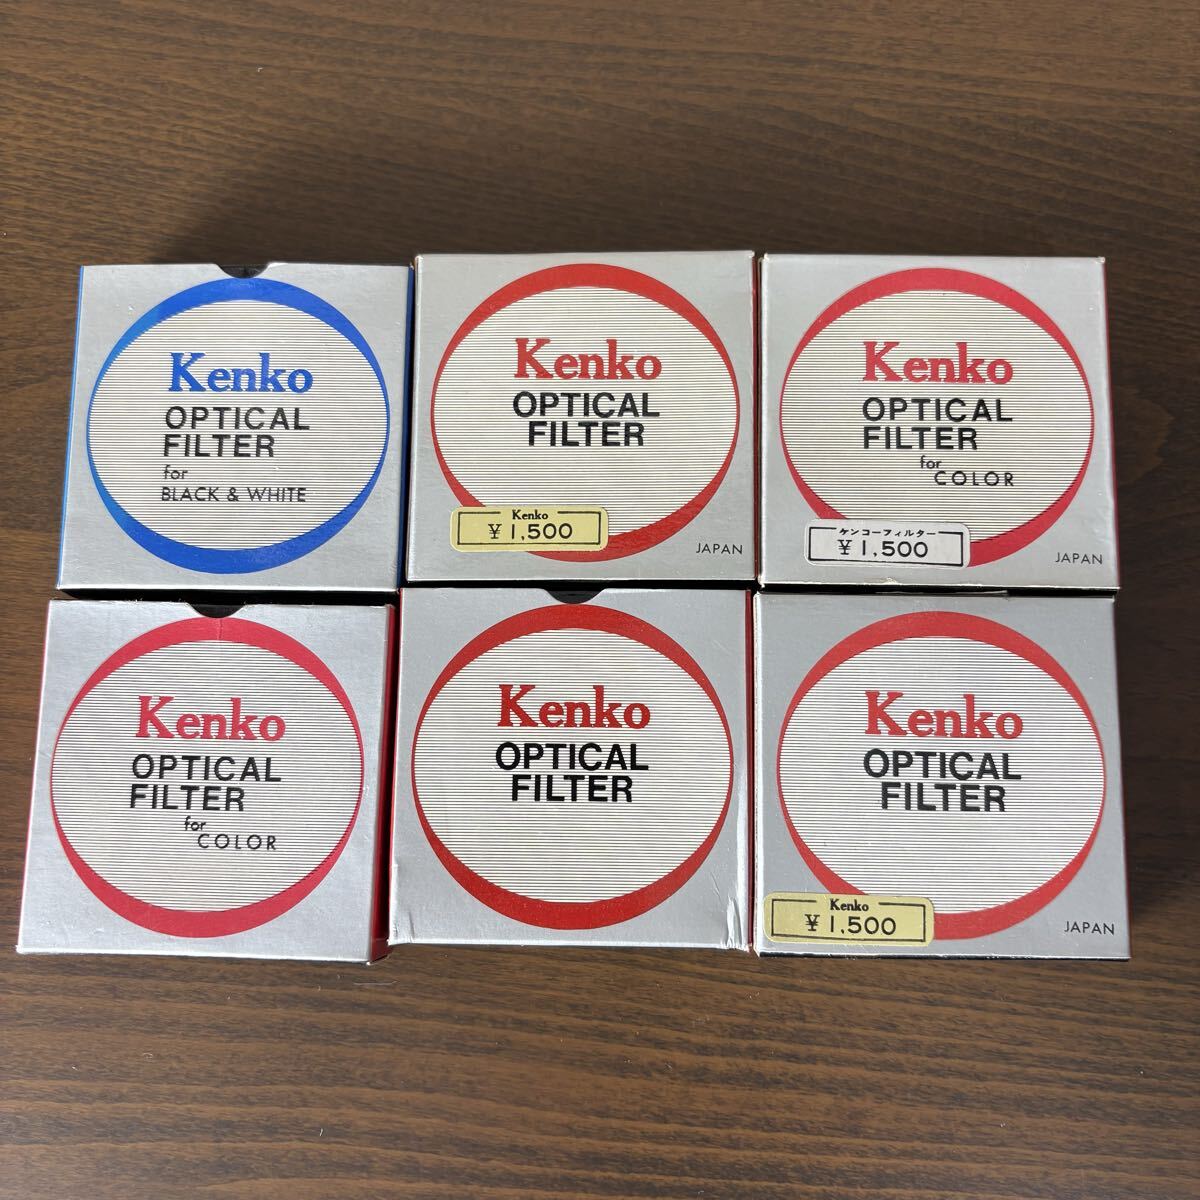 Kenko
OPTICAL
FILTER
for
BLACK & WHITE
Kenko
OPTICAL
FILTER
Kenko
¥ 1,500
JAPAN
Kenko
OPTICAL
FILTER
for
COLOR
ケンコーフィルター
¥ 1,500
JAPAN
Kenko
OPTICAL
FILTER
for
COLOR
Kenko
OPTICAL
FILTER
Kenko
OPTICAL
FILTER
Kenko
¥ 1,500
JAPAN